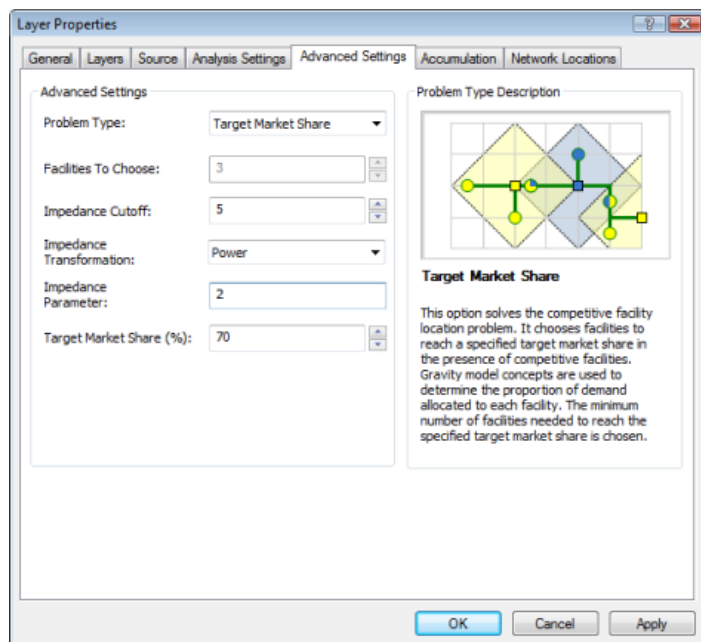 Layer Properties
?
General Layers Source Analysis Settings Advanced Settings Accumulation Network Locations
Advanced Settings
Problem Type: Target Market Share
Facilities To Choose: 3
Impedance Cutoff: 5
Impedance
Transformation: Power
Impedance
Parameter: 2
Target Market Share (%): 70
Problem Type Description
Target Market Share
This option solves the competitive facility
location problem. It chooses facilities to
reach a specified target market share in
the presence of competitive facilities.
Gravity model concepts are used to
determine the proportion of demand
allocated to each facility. The minimum
number of facilities needed to reach the
specified target market share is chosen.
OK Cancel Apply